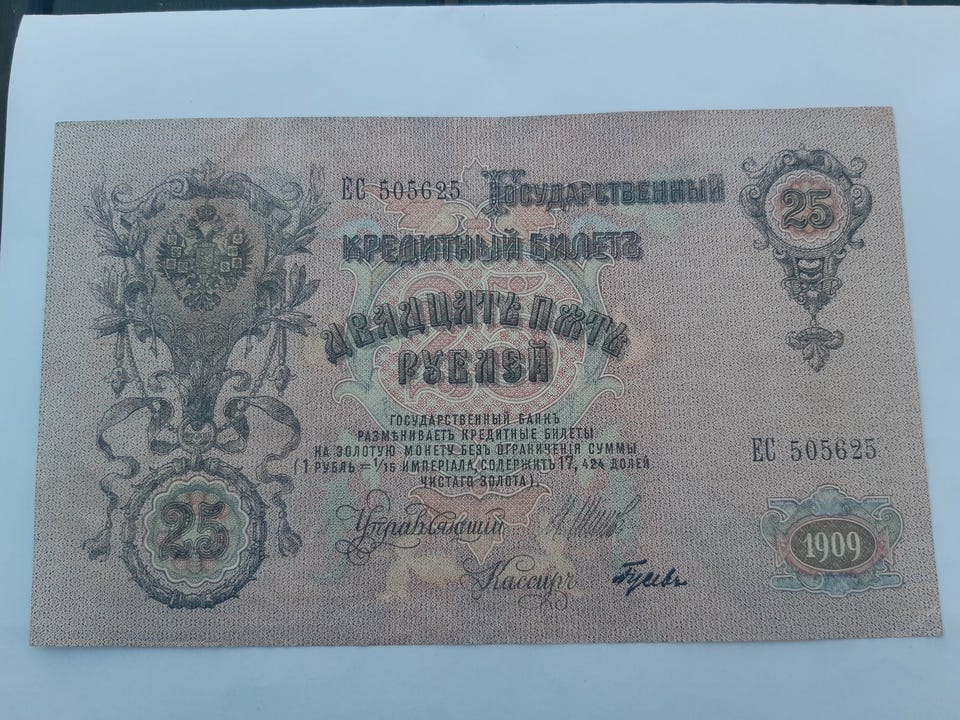 ЕС 505625
Государственный
25
Кредитный Билетъ
Двадцать пять
рублей
ГОСУДАРСТВЕННЫЙ БАНКЪ
РАЗМѢНИВАЕТЪ КРЕДИТНЫЕ БИЛЕТЫ
НА ЗОЛОТУЮ МОНЕТУ БЕЗЪ ОГРАНИЧЕНІЯ СУММЫ
(1 РУБЛЬ = 1/15 ИМПЕРІАЛА, СОДЕРЖИТЪ 17, 424 ДОЛЕЙ
ЧИСТАГО ЗОЛОТА).
ЕС 505625
25
Управляющій
Кассиръ Гусевъ
1909